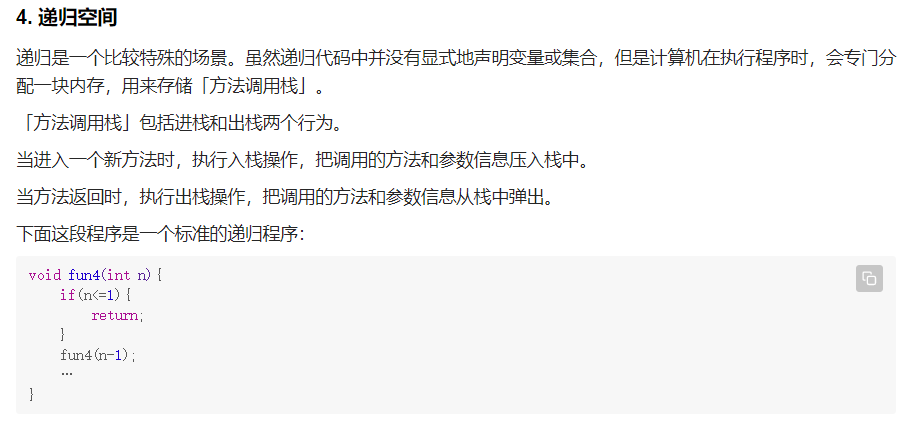 4. 递归空间
递归是一个比较特殊的场景。虽然递归代码中并没有显式地声明变量或集合，但是计算机在执行程序时，会专门分
配一块内存，用来存储「方法调用栈」。
「方法调用栈」包括进栈和出栈两个行为。
当进入一个新方法时，执行入栈操作，把调用的方法和参数信息压入栈中。
当方法返回时，执行出栈操作，把调用的方法和参数信息从栈中弹出。
下面这段程序是一个标准的递归程序：
void fun4(int n){
    if(n<=1){
        return;
    }
    fun4(n-1);
    …
}